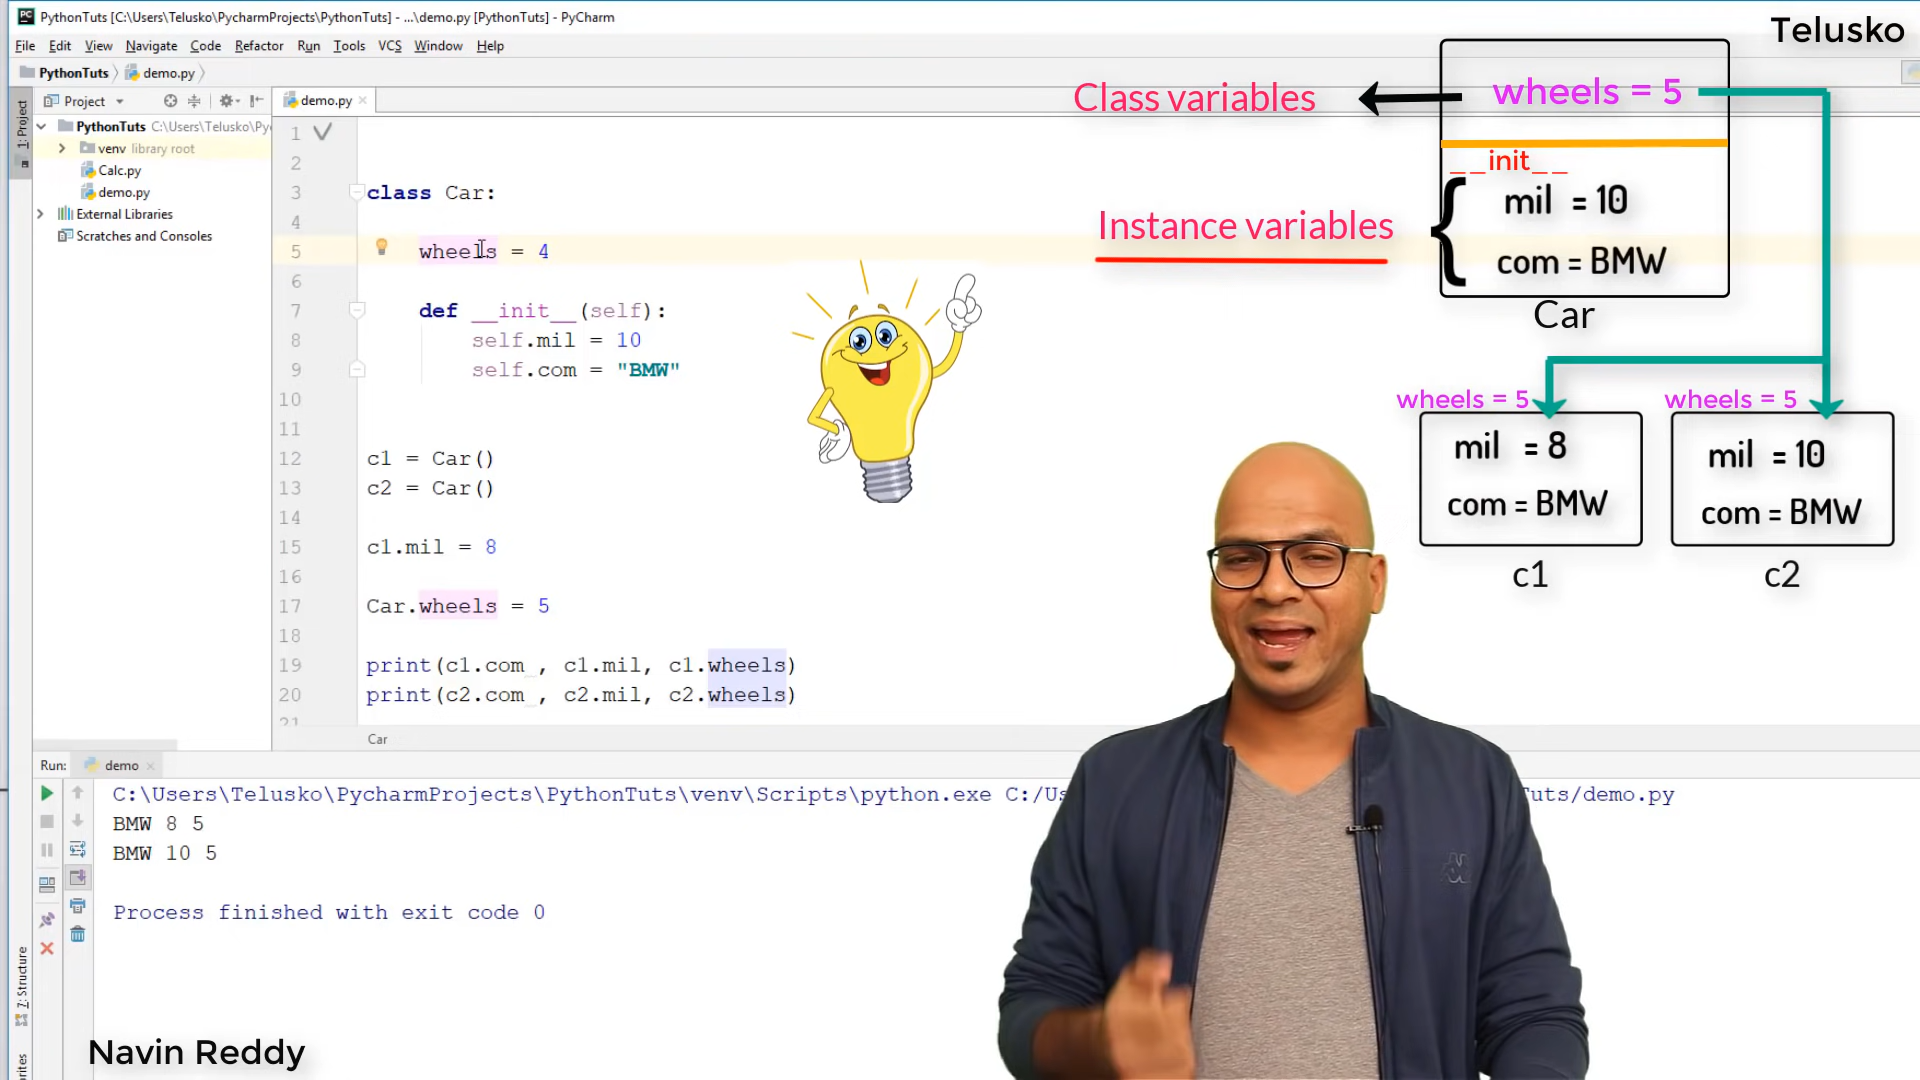 PythonTuts [C:\Users\Telusko\PycharmProjects\PythonTuts] - ...\demo.py [PythonTuts] - PyCharm
File Edit View Navigate Code Refactor Run Tools VCS Window Help
PythonTuts demo.py
Telusko
1: Project
Project
demo.py
PythonTuts C:\Users\Telusko\Py
venv library root
Calc.py
demo.py
External Libraries
Scratches and Consoles
1
2
3 class Car:
4
5 wheels = 4
6
7 def __init__(self):
8 self.mil = 10
9 self.com = "BMW"
10
11
12 c1 = Car()
13 c2 = Car()
14
15 c1.mil = 8
16
17 Car.wheels = 5
18
19 print(c1.com , c1.mil, c1.wheels)
20 print(c2.com , c2.mil, c2.wheels)
21
Car
Class variables
wheels = 5
__init__
Instance variables
mil = 10
com = BMW
Car
wheels = 5
mil = 8
com = BMW
c1
wheels = 5
mil = 10
com = BMW
c2
Run: demo
C:\Users\Telusko\PycharmProjects\PythonTuts\venv\Scripts\python.exe C:/Us
Tuts/demo.py
BMW 8 5
BMW 10 5
Process finished with exit code 0
7: Structure
Navin Reddy